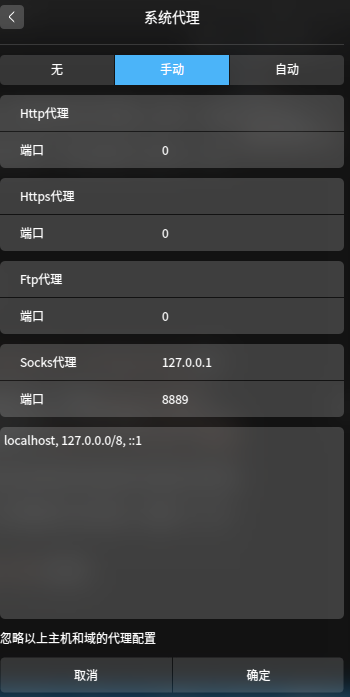 系统代理
无 手动 自动
Http代理
端口 0
Https代理
端口 0
Ftp代理
端口 0
Socks代理 127.0.0.1
端口 8889
localhost, 127.0.0.0/8, ::1
忽略以上主机和域的代理配置
取消 确定